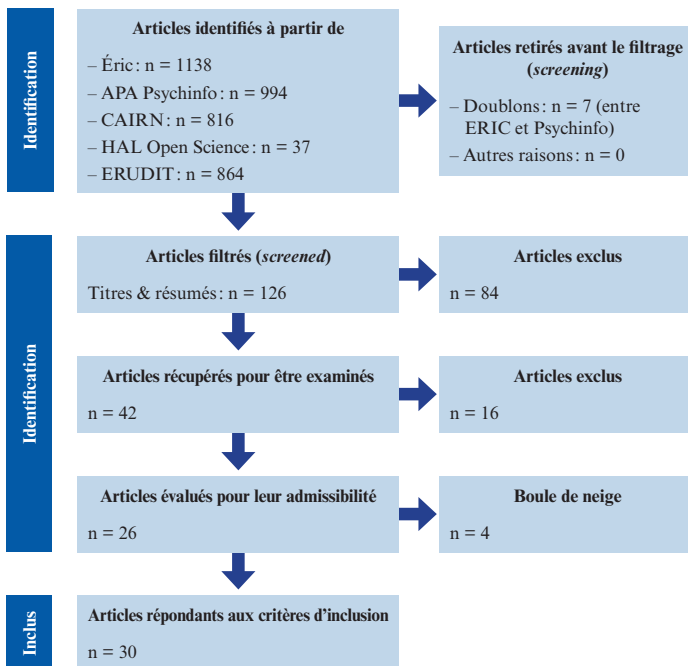 Identification
Articles identifiés à partir de
– Éric : n = 1138
– APA Psychinfo : n = 994
– CAIRN : n = 816
– HAL Open Science : n = 37
– ERUDIT : n = 864
Articles retirés avant le filtrage
(screening)
– Doublons : n = 7 (entre
ERIC et Psychinfo)
– Autres raisons : n = 0
Identification
Articles filtrés (screened)
Titres & résumés : n = 126
Articles exclus
n = 84
Articles récupérés pour être examinés
n = 42
Articles exclus
n = 16
Articles évalués pour leur admissibilité
n = 26
Boule de neige
n = 4
Inclus
Articles répondants aux critères d’inclusion
n = 30